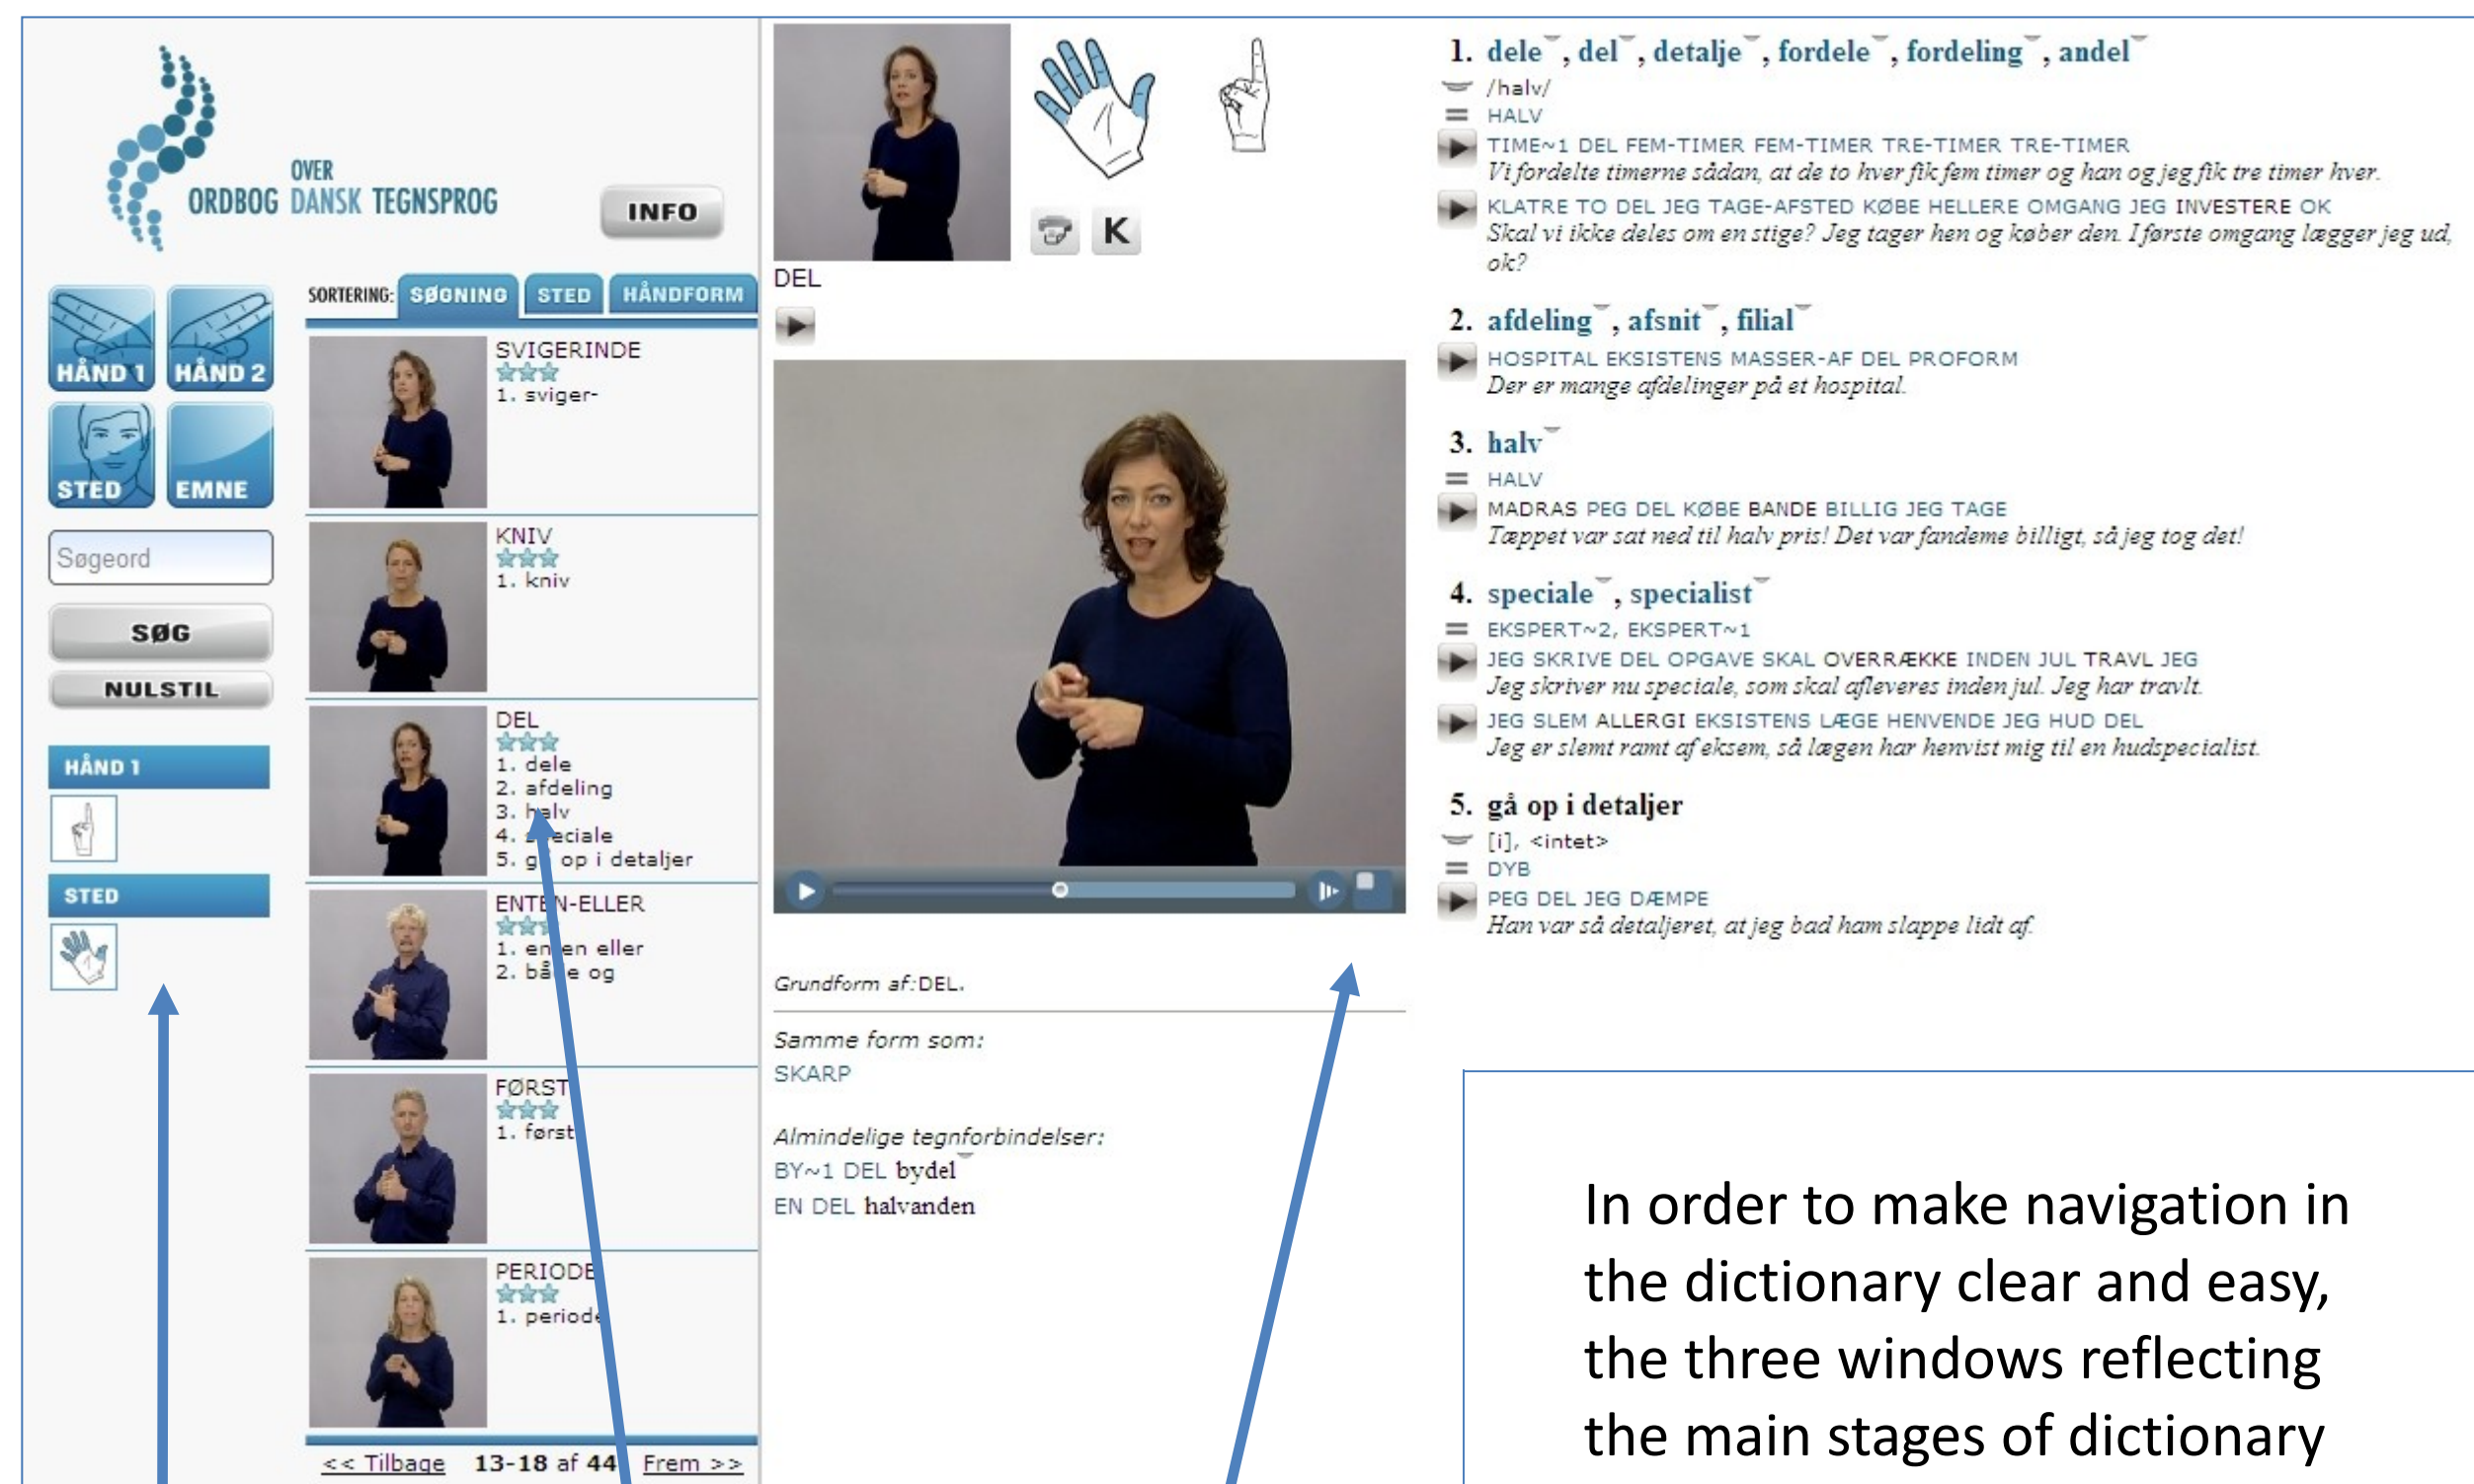 OVER
ORDBOG DANSK TEGNSPROG
INFO
HÅND 1
HÅND 2
STED
EMNE
Søgeord
SØG
NULSTIL
HÅND 1
STED
SORTERING: SØGNING STED HÅNDFORM
SVIGERINDE
1. sviger-
KNIV
1. kniv
DEL
1. dele
2. afdeling
3. halv
4. speciale
5. gå op i detaljer
ENTEN-ELLER
1. enten eller
2. både og
FØRST
1. først
PERIODE
1. periode
<< Tilbage 13-18 af 44 Frem >>
K
DEL
Grundform af:DEL.
Samme form som:
SKARP
Almindelige tegnforbindelser:
BY~1 DEL bydel
EN DEL halvanden
1. dele, del, detalje, fordele, fordeling, andel
/halv/
= HALV
TIME~1 DEL FEM-TIMER FEM-TIMER TRE-TIMER TRE-TIMER
Vi fordelte timerne sådan, at de to hver fik fem timer og han og jeg fik tre timer hver.
KLATRE TO DEL JEG TAGE-AFSTED KØBE HELLERE OMGANG JEG INVESTERE OK
Skal vi ikke deles om en stige? Jeg tager hen og køber den. I første omgang lægger jeg ud,
ok?
2. afdeling, afsnit, filial
HOSPITAL EKSISTENS MASSER-AF DEL PROFORM
Der er mange afdelinger på et hospital.
3. halv
= HALV
MADRAS PEG DEL KØBE BANDE BILLIG JEG TAGE
Tæppet var sat ned til halv pris! Det var fandeme billigt, så jeg tog det!
4. speciale, specialist
= EKSPERT~2, EKSPERT~1
JEG SKRIVE DEL OPGAVE SKAL OVERRÆKKE INDEN JUL TRAVL JEG
Jeg skriver nu speciale, som skal afleveres inden jul. Jeg har travlt.
JEG SLEM ALLERGI EKSISTENS LÆGE HENVENDE JEG HUD DEL
Jeg er slemt ramt af eksem, så lægen har henvist mig til en hudspecialist.
5. gå op i detaljer
[i], <intet>
= DYB
PEG DEL JEG DÆMPE
Han var så detaljeret, at jeg bad ham slappe lidt af.
In order to make navigation in
the dictionary clear and easy,
the three windows reflecting
the main stages of dictionary